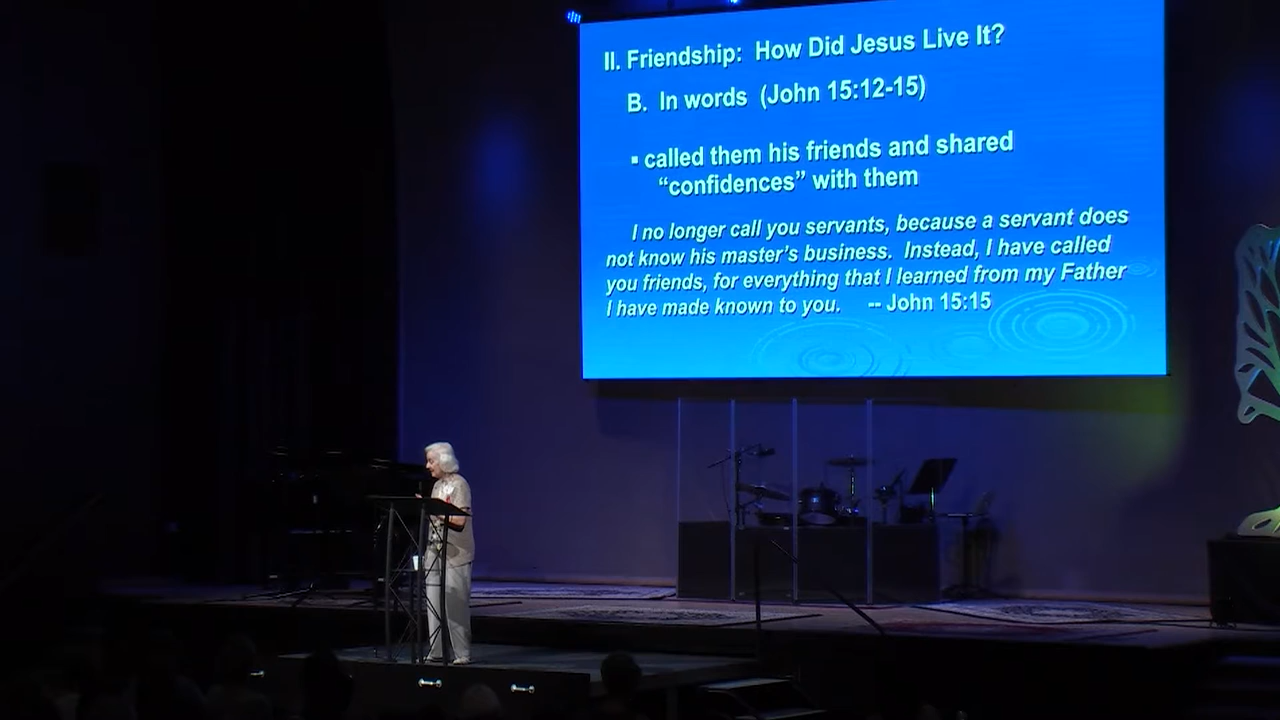 II. Friendship: How Did Jesus Live It?
B. In words (John 15:12-15)
▪ called them his friends and shared
“confidences” with them
I no longer call you servants, because a servant does
not know his master’s business. Instead, I have called
you friends, for everything that I learned from my Father
I have made known to you. -- John 15:15